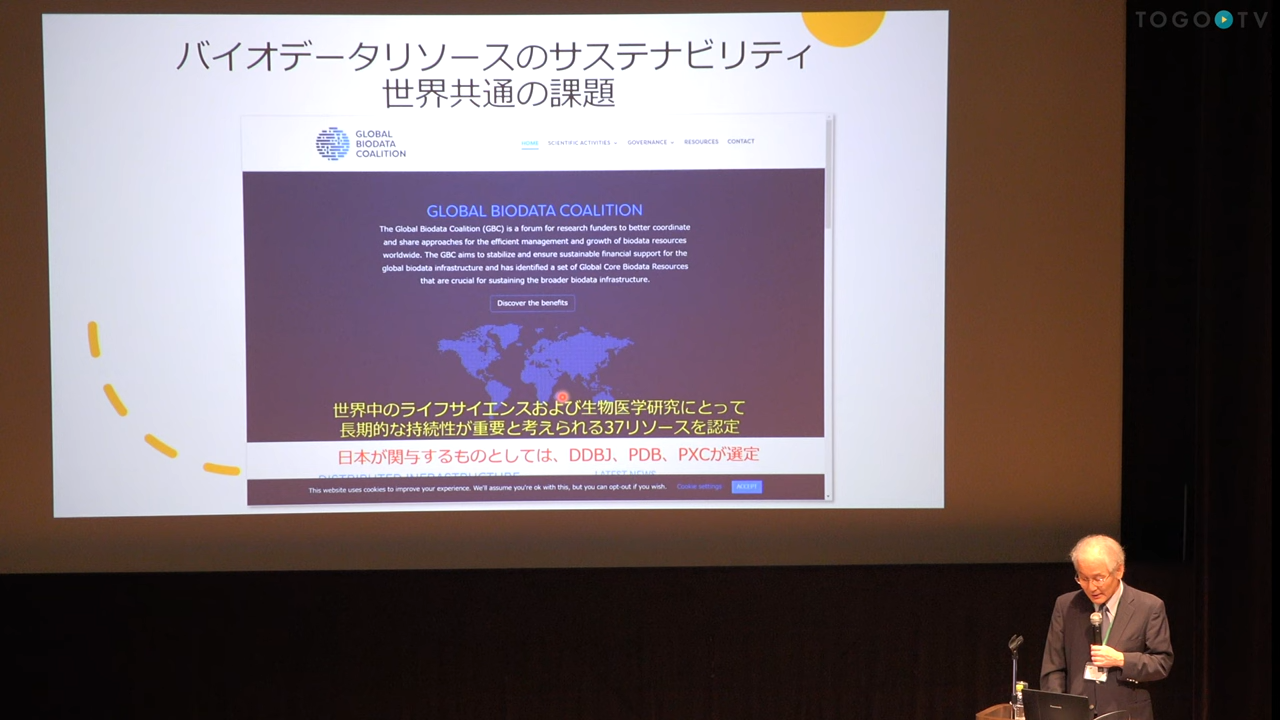 TOGO TV
バイオデータリソースのサステナビリティ
世界共通の課題
GLOBAL
BIODATA
COALITION
HOME SCIENTIFIC ACTIVITIES GOVERNANCE RESOURCES CONTACT
GLOBAL BIODATA COALITION
The Global Biodata Coalition (GBC) is a forum for research funders to better coordinate
and share approaches for the efficient management and growth of biodata resources
worldwide. The GBC aims to stabilize and ensure sustainable financial support for the
global biodata infrastructure and has identified a set of Global Core Biodata Resources
that are crucial for sustaining the broader biodata infrastructure.
Discover the benefits
世界中のライフサイエンスおよび生物医学研究にとって
長期的な持続性が重要と考えられる37リソースを認定
日本が関与するものとしては、DDBJ、PDB、PXCが選定
DISTRIBUTED INFRASTRUCTURE LATEST NEWS
This website uses cookies to improve your experience. We'll assume you're ok with this, but you can opt-out if you wish. Cookie settings ACCEPT